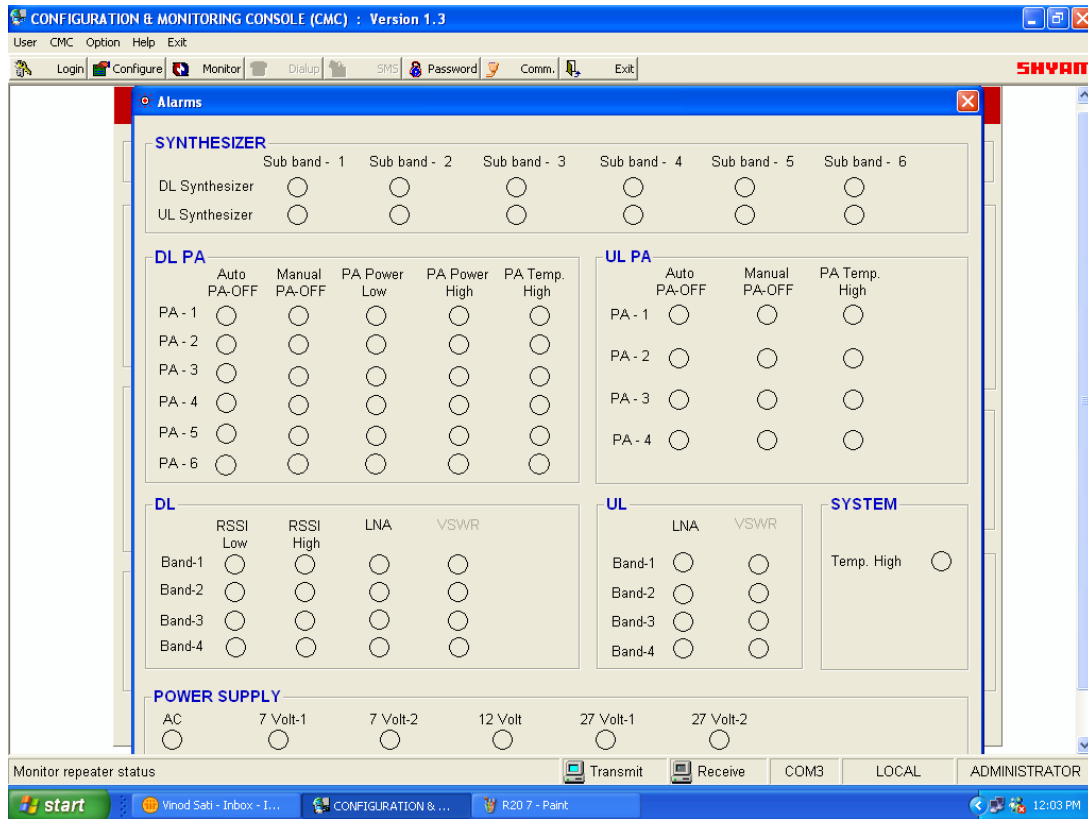 CONFIGURATION & MONITORING CONSOLE (CMC) : Version 1.3
User CMC Option Help Exit
Login Configure Monitor Dialup SMS Password Comm. Exit SHYAM
Alarms
SYNTHESIZER
Sub band - 1 Sub band - 2 Sub band - 3 Sub band - 4 Sub band - 5 Sub band - 6
DL Synthesizer
UL Synthesizer
DL PA
Auto PA-OFF Manual PA-OFF PA Power Low PA Power High PA Temp. High
PA - 1
PA - 2
PA - 3
PA - 4
PA - 5
PA - 6
UL PA
Auto PA-OFF Manual PA-OFF PA Temp. High
PA - 1
PA - 2
PA - 3
PA - 4
DL
RSSI Low RSSI High LNA VSWR
Band-1
Band-2
Band-3
Band-4
UL
LNA VSWR
Band-1
Band-2
Band-3
Band-4
SYSTEM
Temp. High
POWER SUPPLY
AC 7 Volt-1 7 Volt-2 12 Volt 27 Volt-1 27 Volt-2
Monitor repeater status Transmit Receive COM3 LOCAL ADMINISTRATOR
start Vinod Sati - Inbox - I... CONFIGURATION & ... R20 7 - Paint 12:03 PM